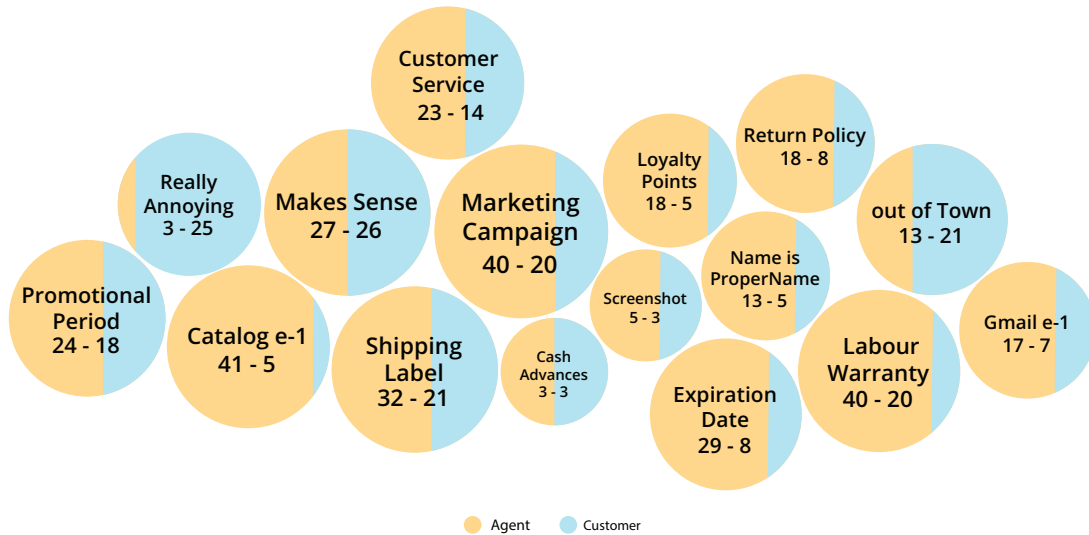 Customer
Service
23 - 14
Return Policy
18 - 8
Loyalty
Points
18 - 5
Really
Annoying
3 - 25
Makes Sense
27 - 26
Marketing
Campaign
40 - 20
out of Town
13 - 21
Name is
ProperName
13 - 5
Promotional
Period
24 - 18
Catalog e-1
41 - 5
Shipping
Label
32 - 21
Screenshot
5 - 3
Cash
Advances
3 - 3
Expiration
Date
29 - 8
Labour
Warranty
40 - 20
Gmail e-1
17 - 7
Agent
Customer